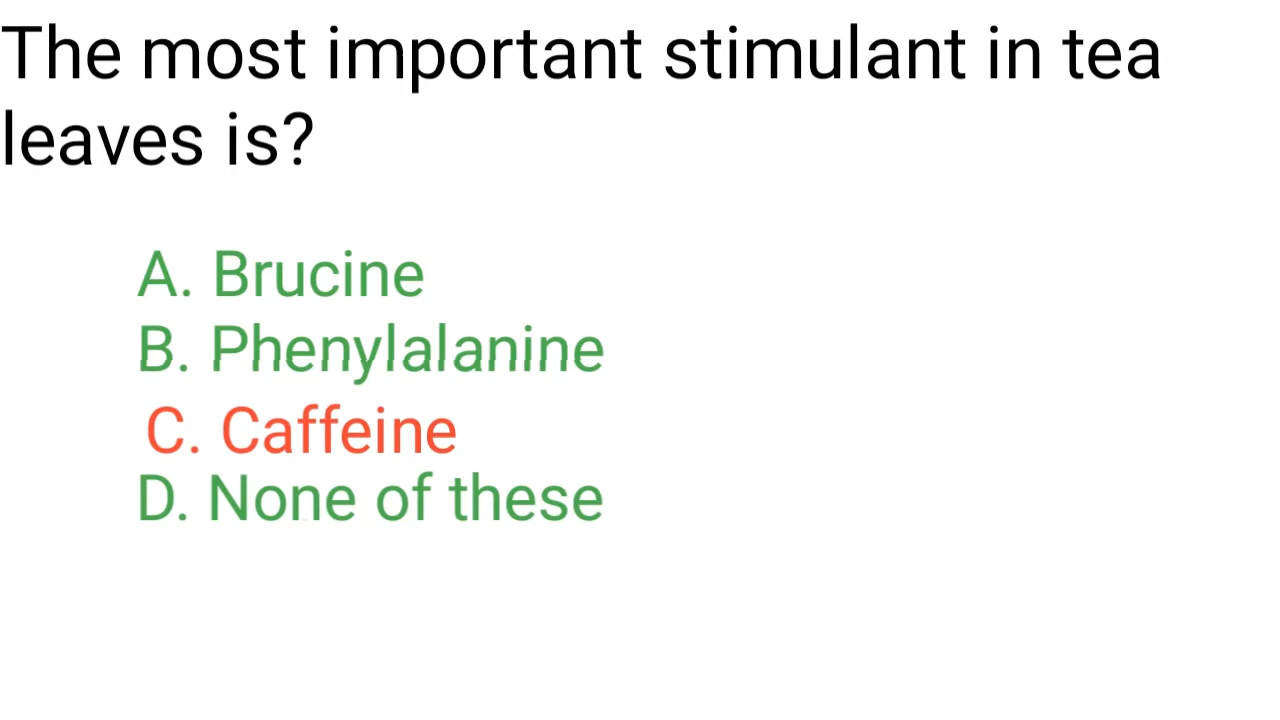 The most important stimulant in tea
leaves is?
A. Brucine
B. Phenylalanine
C. Caffeine
D. None of these